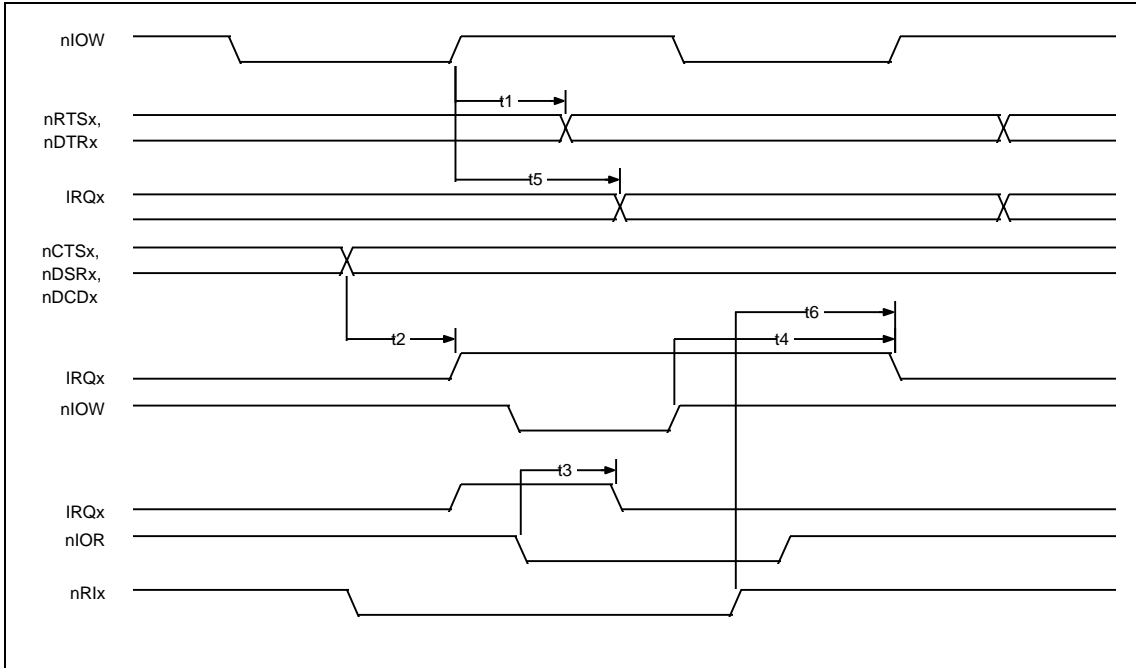 nIOW
t1
nRTSx,
nDTRx
t5
IRQx
nCTSx,
nDSRx,
nDCDx
t6
t2
t4
IRQx
nIOW
t3
IRQx
nIOR
nRIx